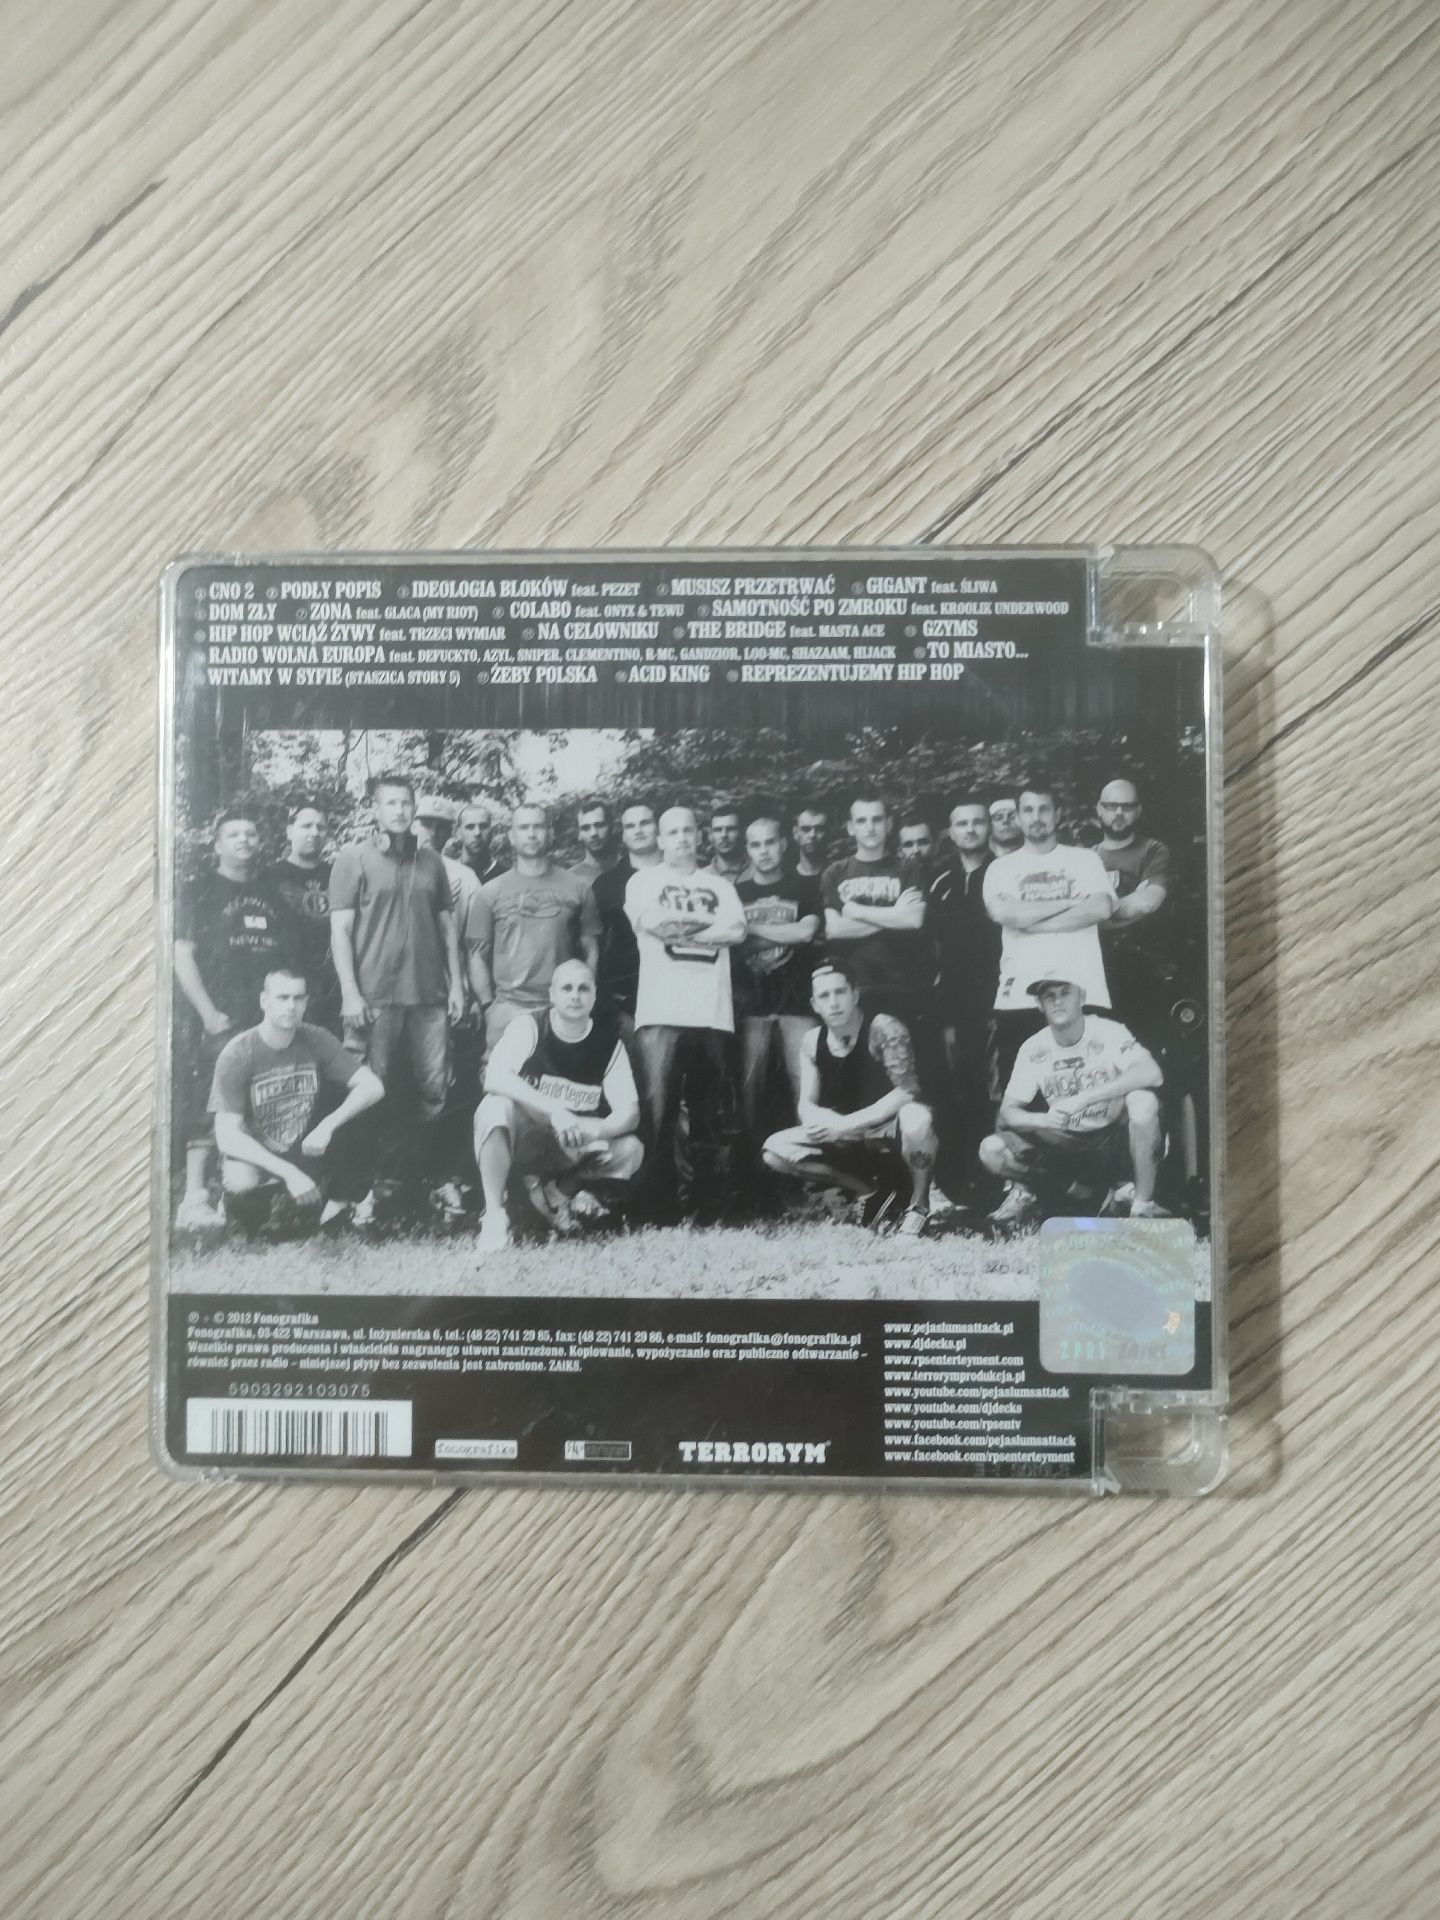 1 CNO 2 2 PODŁY POPIS 3 IDEOLOGIA BLOKÓW feat. PEZET 4 MUSISZ PRZETRWAĆ 5 GIGANT feat. ŚLIWA
6 DOM ZŁY 7 ZONA feat. GLACA (MY RIOT) 8 COLABO feat. ONYX & TEWU 9 SAMOTNOŚĆ PO ZMROKU feat. KROOLIK UNDERWOOD
10 HIP HOP WCIĄŻ ŻYWY feat. TRZECI WYMIAR 11 NA CELOWNIKU 12 THE BRIDGE feat. MASTA ACE 13 GZYMS
14 RADIO WOLNA EUROPA feat. DEFUCKTO, AZYL, SNIPER, CLEMENTINO, R-MC, GANDZIOR, LOO-MC, SHAZAAM, HIJACK 15 TO MIASTO...
16 WITAMY W SYFIE (STASZICA STORY 5) 17 ŻEBY POLSKA 18 ACID KING 19 REPREZENTUJEMY HIP HOP
NEW
TERRORYM
enterteyment
℗ + © 2012 Fonografika
Fonografika, 03-422 Warszawa, ul. Inżynierska 6, tel.: (48 22) 741 29 85, fax: (48 22) 741 29 86, e-mail: fonografika@fonografika.pl
Wszelkie prawa producenta i właściciela nagranego utworu zastrzeżone. Kopiowanie, wypożyczanie oraz publiczne odtwarzanie –
również przez radio – niniejszej płyty bez zezwolenia jest zabronione. ZAiKS.
5903292103075
fonografika
TERRORYM
www.pejaslumsattack.pl
www.djdecks.pl
www.rpsenterteyment.com
www.terrorymprodukcja.pl
www.youtube.com/pejaslumsattack
www.youtube.com/djdecks
www.youtube.com/rpsentv
www.facebook.com/pejaslumsattack
www.facebook.com/rpsenterteyment
ZPAV ZAiKS